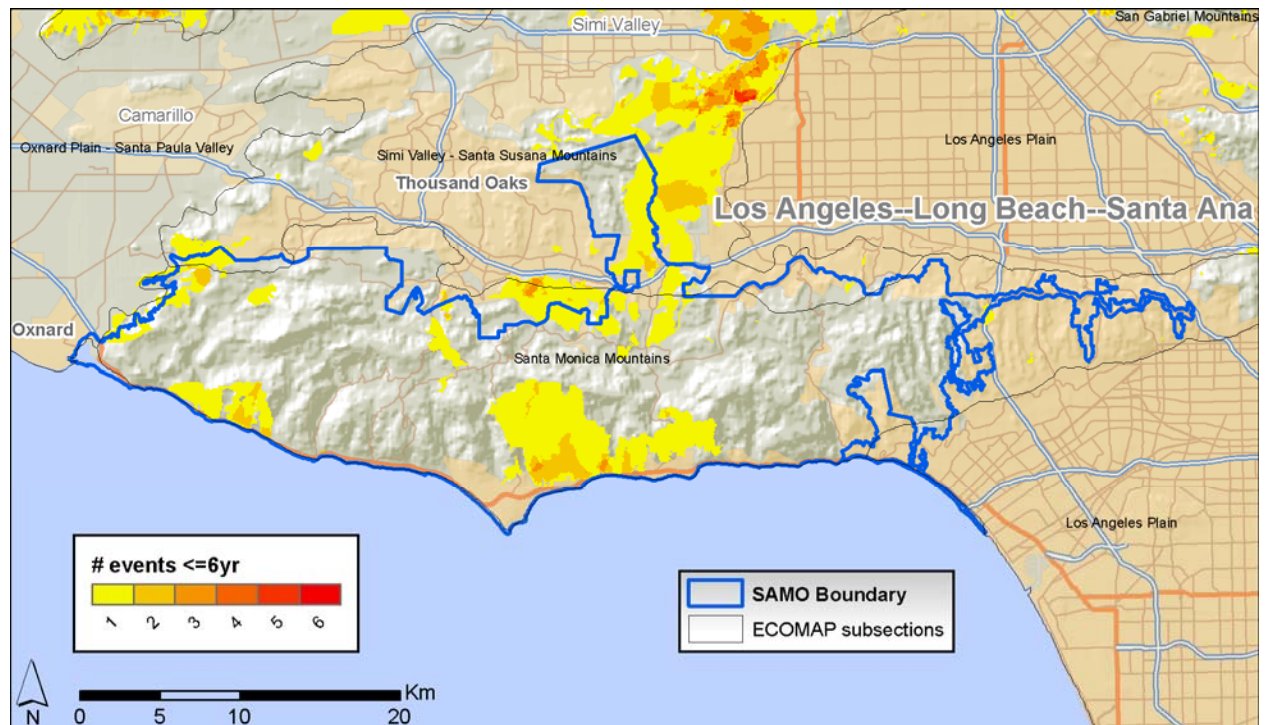 San Gabriel Mountains
Simi Valley
Camarillo
Oxnard Plain - Santa Paula Valley
Los Angeles Plain
Simi Valley - Santa Susana Mountains
Thousand Oaks
Los Angeles--Long Beach--Santa Ana
Oxnard
Santa Monica Mountains
Los Angeles Plain
# events <=6yr
1 2 3 4 5 6
SAMO Boundary
ECOMAP subsections
N
Km
0 5 10 20